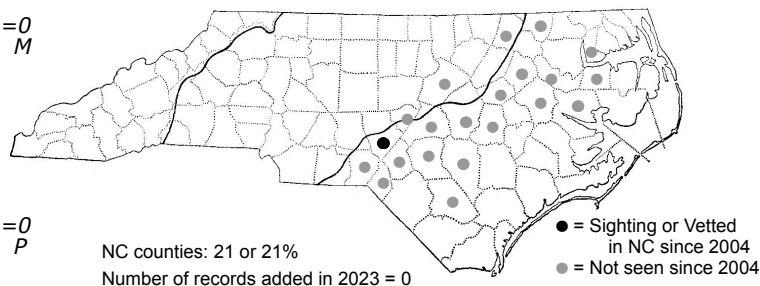 =0
M
=0
P
NC counties: 21 or 21%
Number of records added in 2023 = 0
= Sighting or Vetted
in NC since 2004
= Not seen since 2004